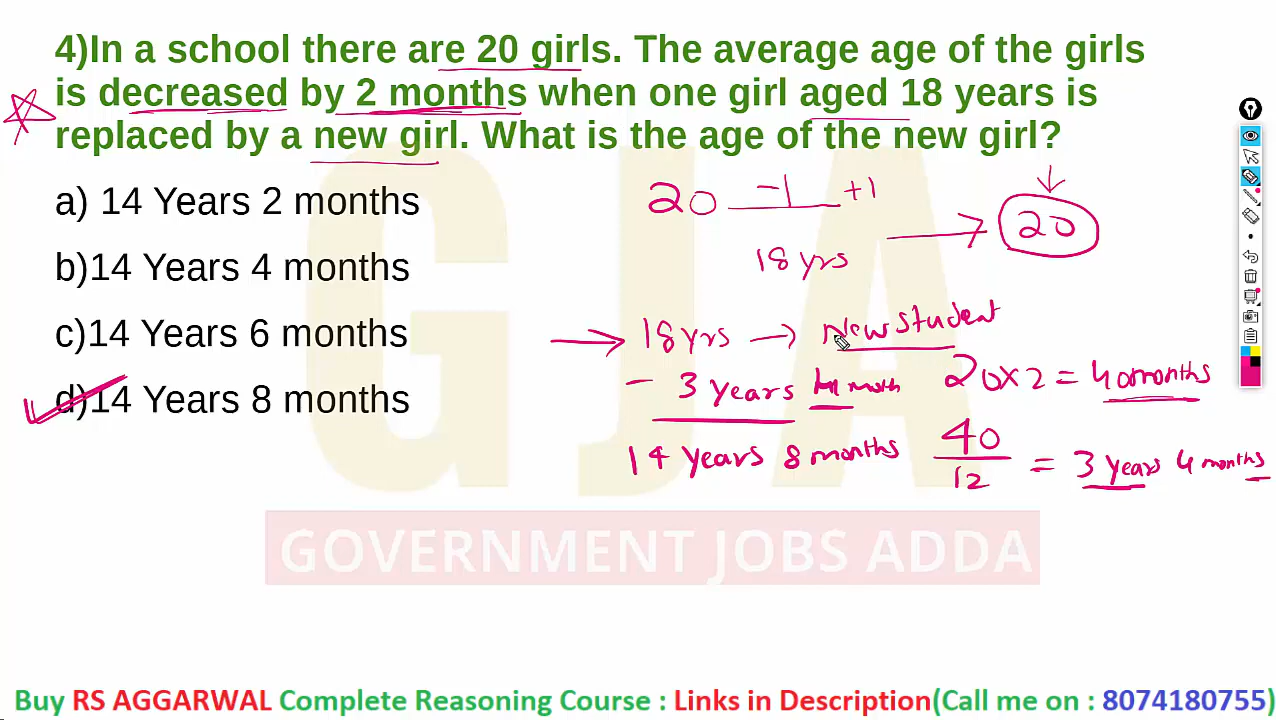 4)In a school there are 20 girls. The average age of the girls
is decreased by 2 months when one girl aged 18 years is
replaced by a new girl. What is the age of the new girl?
a) 14 Years 2 months
b)14 Years 4 months
c)14 Years 6 months
d)14 Years 8 months
20 -1 +1
18 yrs
20
18 yrs → New student
- 3 years 4 month
14 years 8 months
20x2 = 40months
40
12
= 3 years 4 months
GJA
GOVERNMENT JOBS ADDA
Buy RS AGGARWAL Complete Reasoning Course : Links in Description(Call me on : 8074180755)